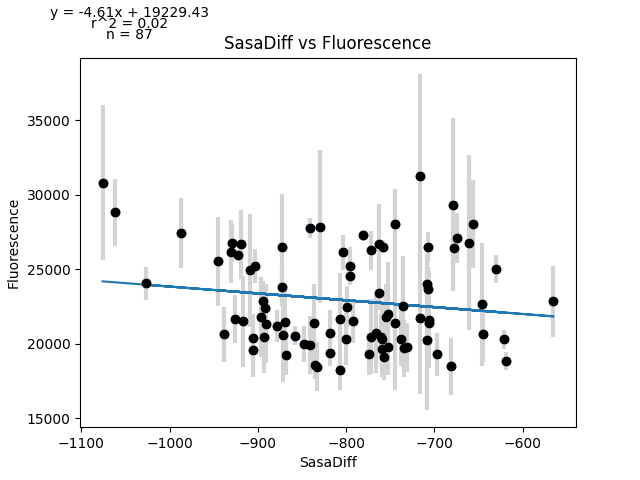 y = -4.61x + 19229.43
r^2 = 0.02
n = 87
SasaDiff vs Fluorescence
Fluorescence
35000
30000
25000
20000
15000
−1100
−1000
−900
−800
−700
−600
SasaDiff